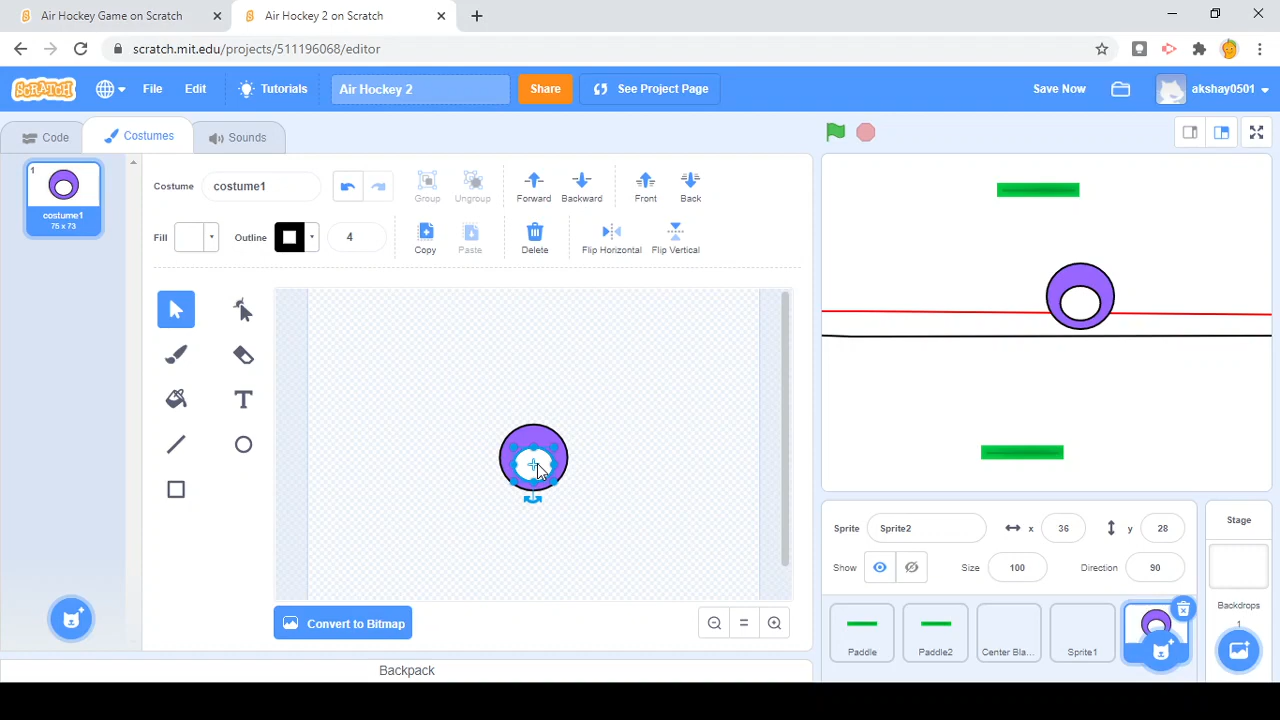 Air Hockey Game on Scratch
Air Hockey 2 on Scratch
scratch.mit.edu/projects/511196068/editor
SCRATCH
File
Edit
Tutorials
Air Hockey 2
Share
See Project Page
Save Now
akshay0501
Code
Costumes
Sounds
1
costume1
75 x 73
Costume
costume1
Group
Ungroup
Forward
Backward
Front
Back
Fill
Outline
4
Copy
Paste
Delete
Flip Horizontal
Flip Vertical
T
Convert to Bitmap
Backpack
Sprite
Sprite2
x
36
y
28
Show
Size
100
Direction
90
Paddle
Paddle2
Center Bla...
Sprite1
Stage
Backdrops
1